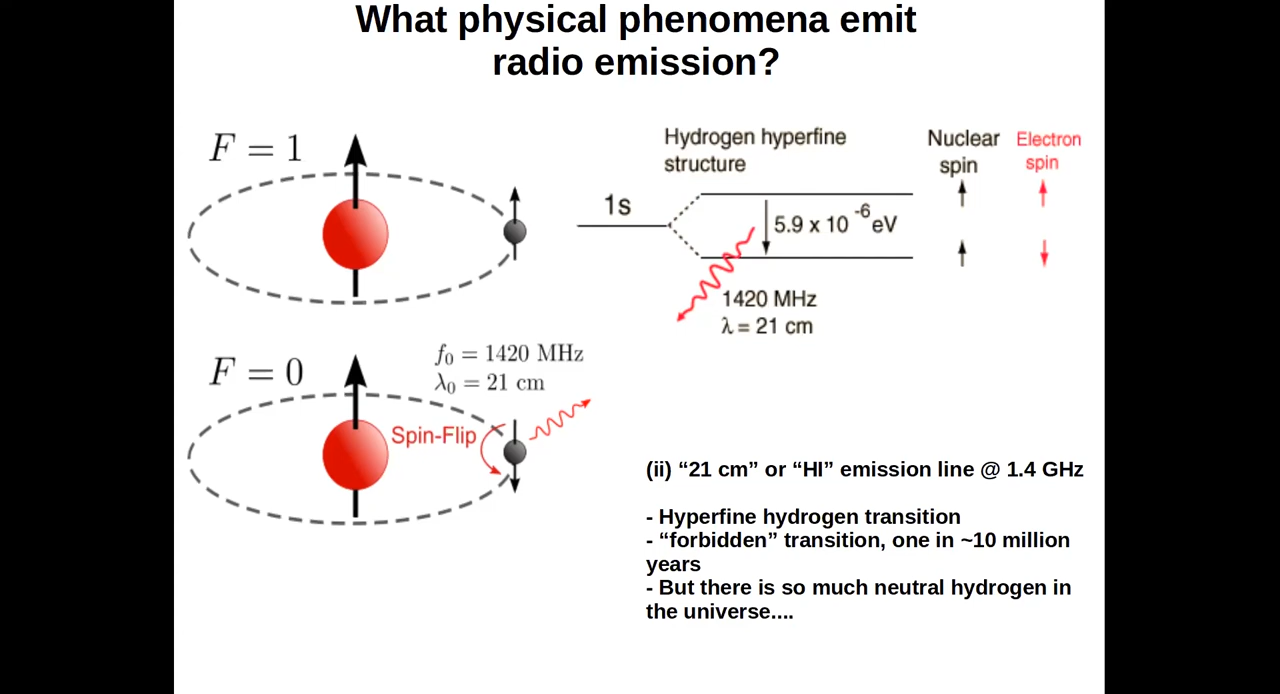 What physical phenomena emit
radio emission?
F = 1
F = 0
f₀ = 1420 MHz
λ₀ = 21 cm
Spin-Flip
Hydrogen hyperfine
structure
1s
5.9 x 10 ⁻⁶ eV
1420 MHz
λ = 21 cm
Nuclear
spin
Electron
spin
(ii) “21 cm” or “HI” emission line @ 1.4 GHz
- Hyperfine hydrogen transition
- “forbidden” transition, one in ~10 million
years
- But there is so much neutral hydrogen in
the universe....